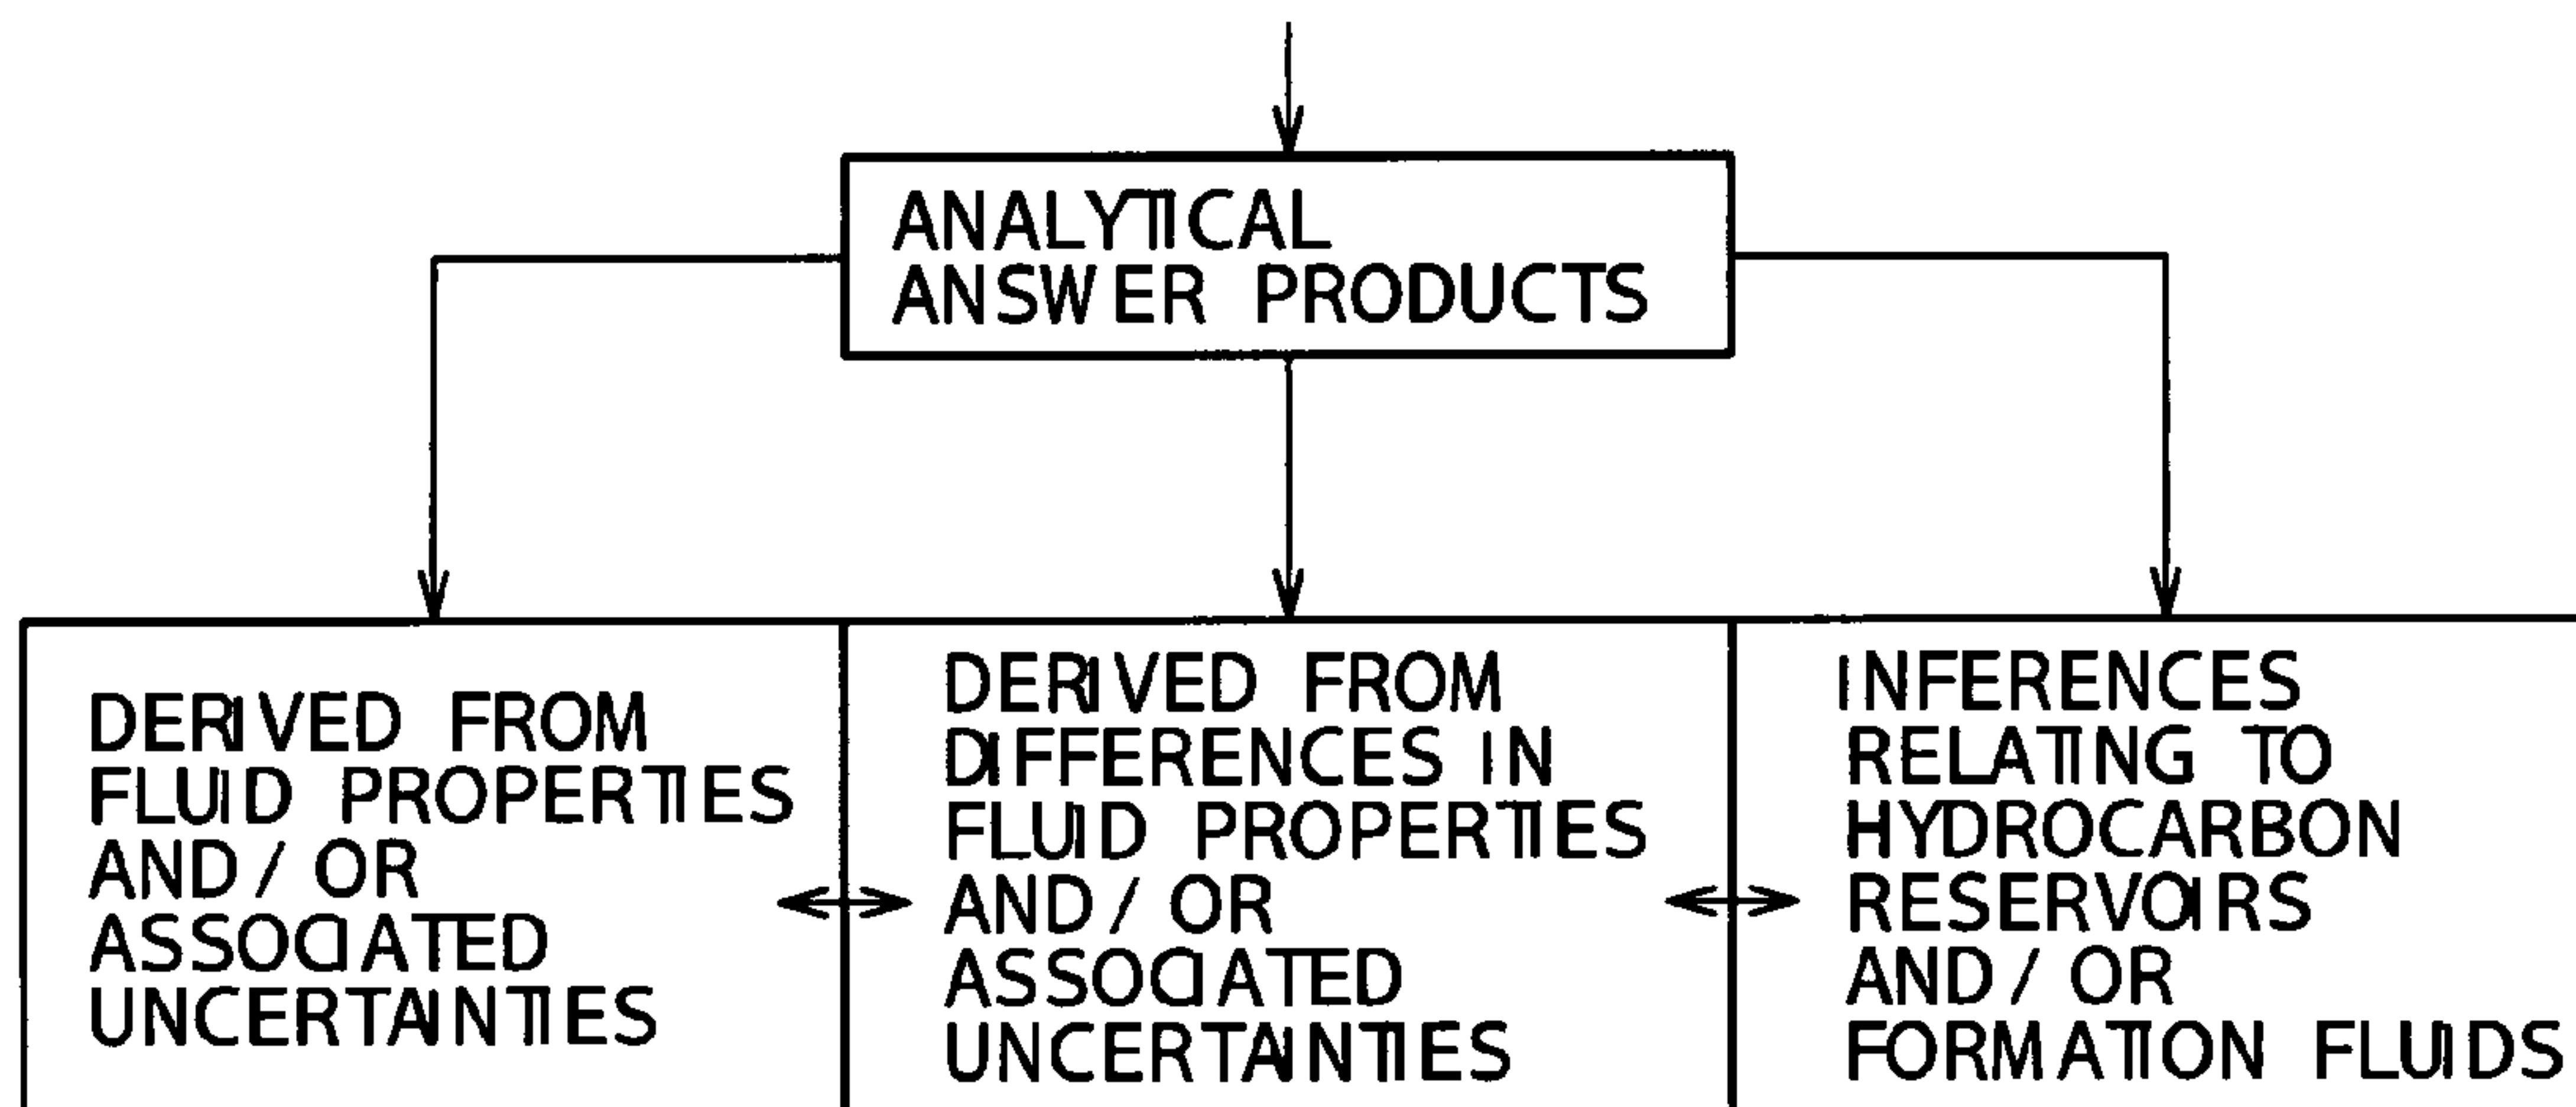 ANALYTICAL
ANSWER PRODUCTS
DERIVED FROM
FLUID PROPERTIES
AND/OR
ASSOCIATED
UNCERTAINTIES
DERIVED FROM
DIFFERENCES IN
FLUID PROPERTIES
AND/OR
ASSOCIATED
UNCERTAINTIES
INFERENCES
RELATING TO
HYDROCARBON
RESERVOIRS
AND/OR
FORMATION FLUIDS